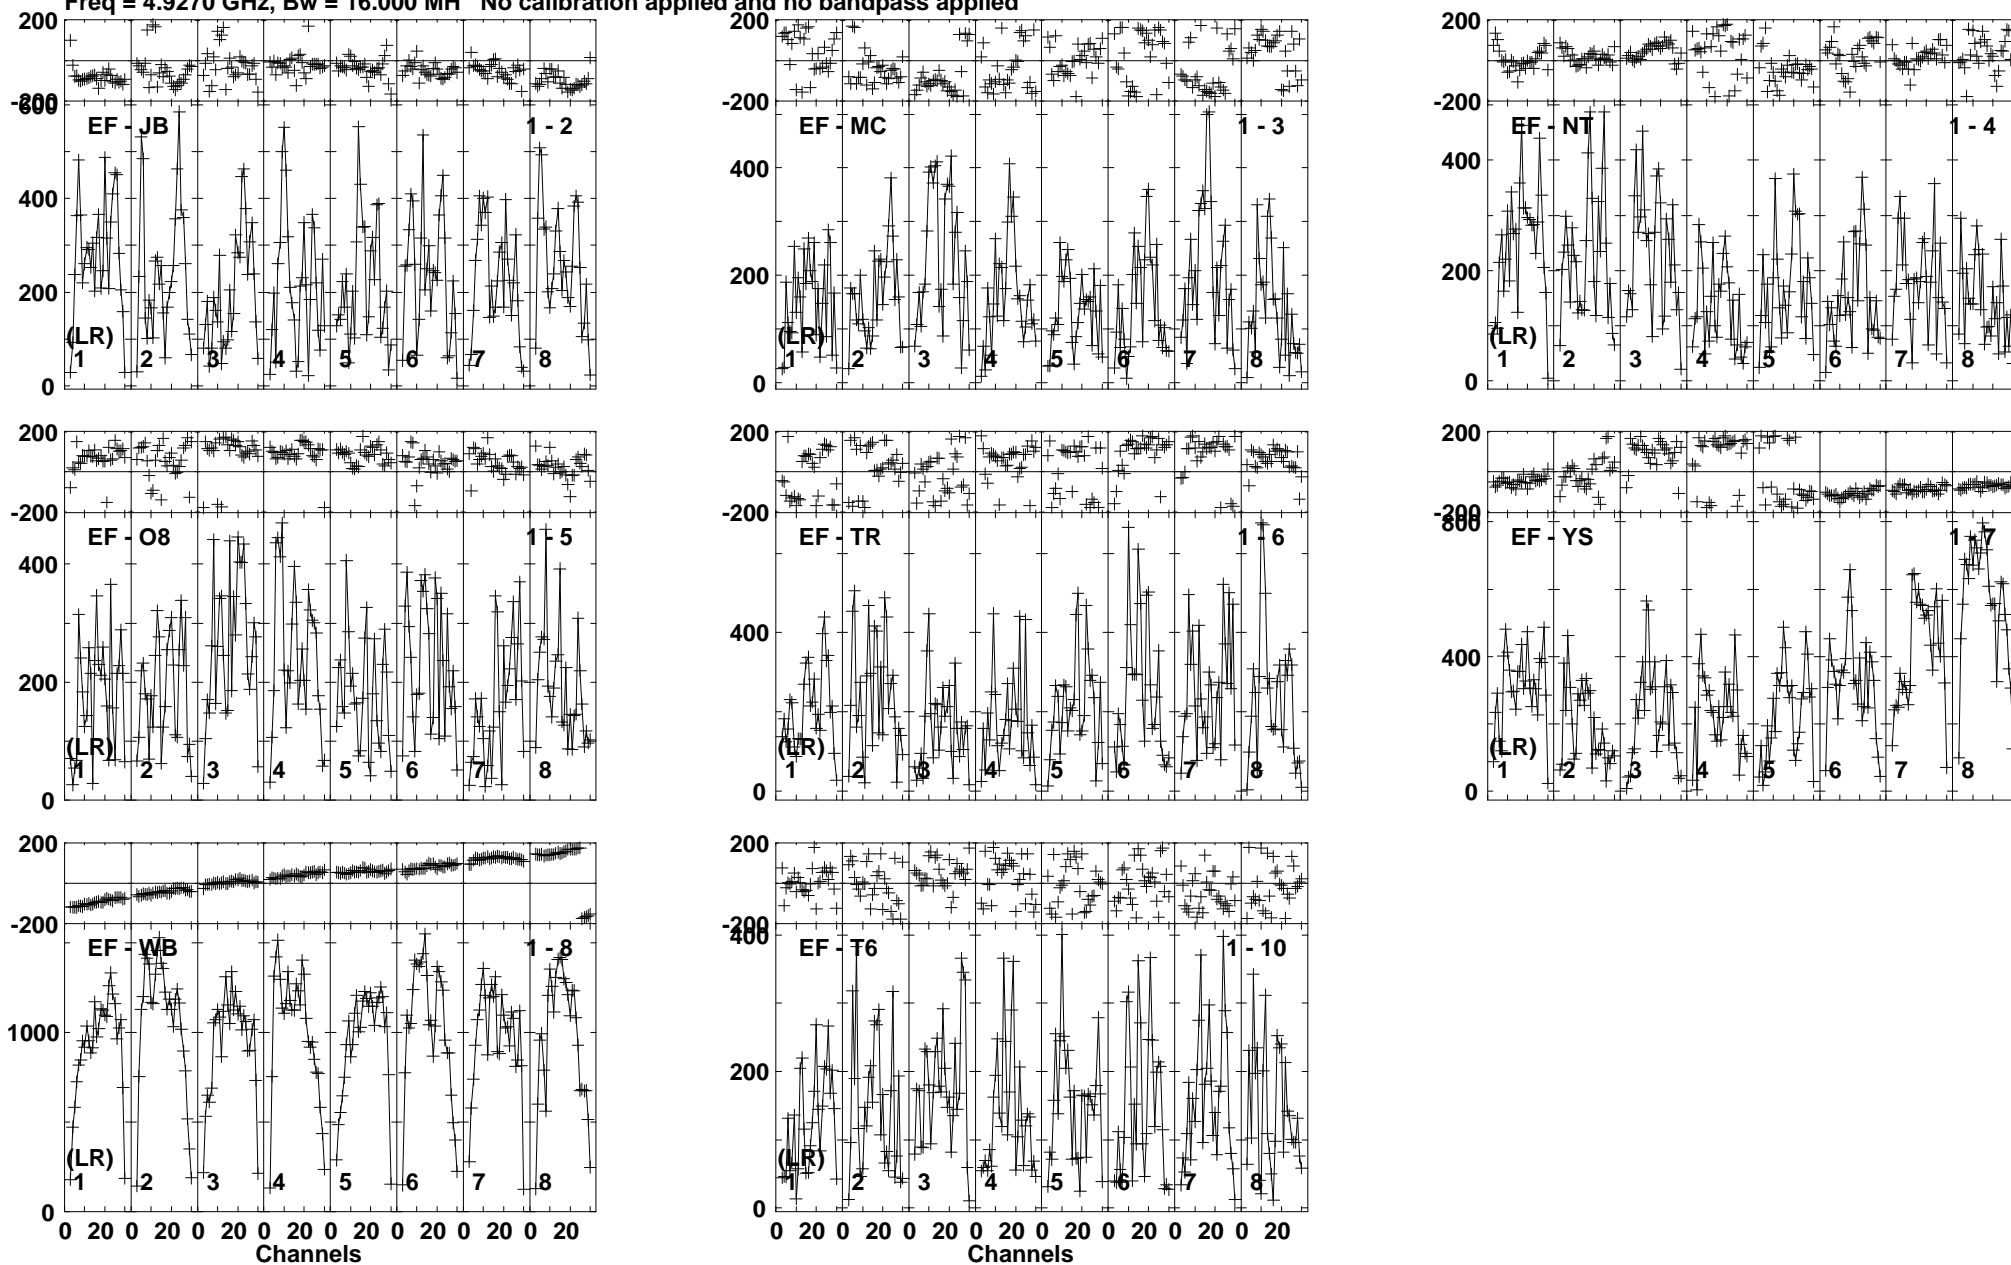 Freq = 4.9270 GHz, Bw = 16.000 MH No calibration applied and no bandpass applied
200 200 200
-200 -200 -200
600
EF - JB 1 - 2 EF - MC 1 - 3 EF - NT 1 - 4
400 400 400
200 200 200
(LR) (LR) (LR)
1 2 3 4 5 6 7 8 1 2 3 4 5 6 7 8 1 2 3 4 5 6 7 8
0 0 0
200 200 200
-200 -200 -200
800
EF - O8 1 - 5 EF - TR 1 - 6 EF - YS 1 - 7
400 400 400
200
(LR) (LR) (LR)
1 2 3 4 5 6 7 8 1 2 3 4 5 6 7 8 1 2 3 4 5 6 7 8
0 0 0
200 200
-200 -200
400
EF - WB 1 - 8 EF - T6 1 - 10
1000 200
(LR) (LR)
1 2 3 4 5 6 7 8 1 2 3 4 5 6 7 8
0 0
0 20 0 20 0 20 0 20 0 20 0 20 0 20 0 20 0 20 0 20 0 20 0 20 0 20 0 20 0 20 0 20
Channels Channels